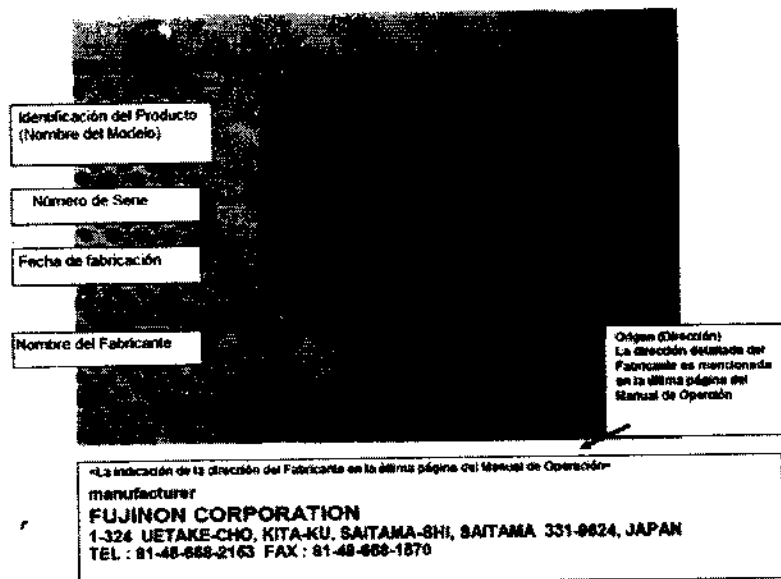 Identificación del Producto
(Nombre del Modelo)
Número de Serie
Fecha de fabricación
Nombre del Fabricante
Origen (Dirección)
La dirección detallada del
Fabricante es mencionada
en la última página del
Manual de Operación
<La indicación de la dirección del Fabricante en la última página del Manual de Operación>
manufacturer
FUJINON CORPORATION
1-324 UETAKE-CHO, KITA-KU, SAITAMA-SHI, SAITAMA 331-9624, JAPAN
TEL : 81-48-668-2153 FAX : 81-48-668-1570